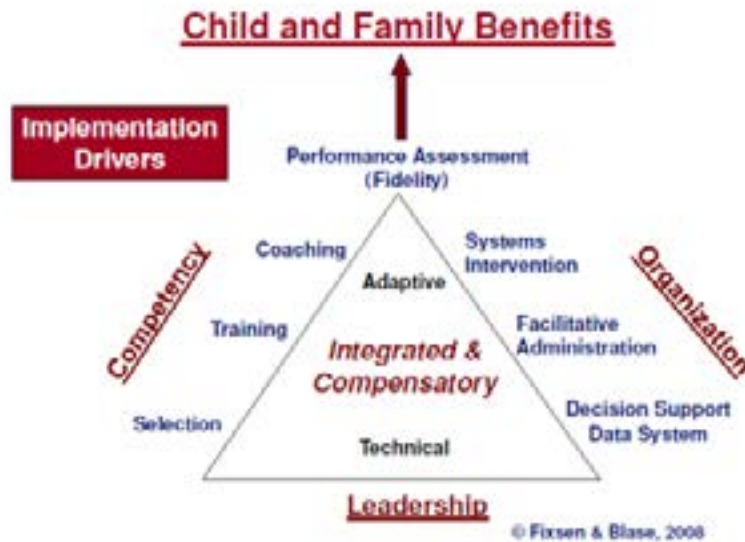 Child and Family Benefits
Implementation
Drivers
Performance Assessment
(Fidelity)
Coaching
Systems
Intervention
Adaptive
Competency
Organization
Training
Facilitative
Administration
Integrated &
Compensatory
Selection
Decision Support
Data System
Technical
Leadership
© Fixsen & Blase, 2008